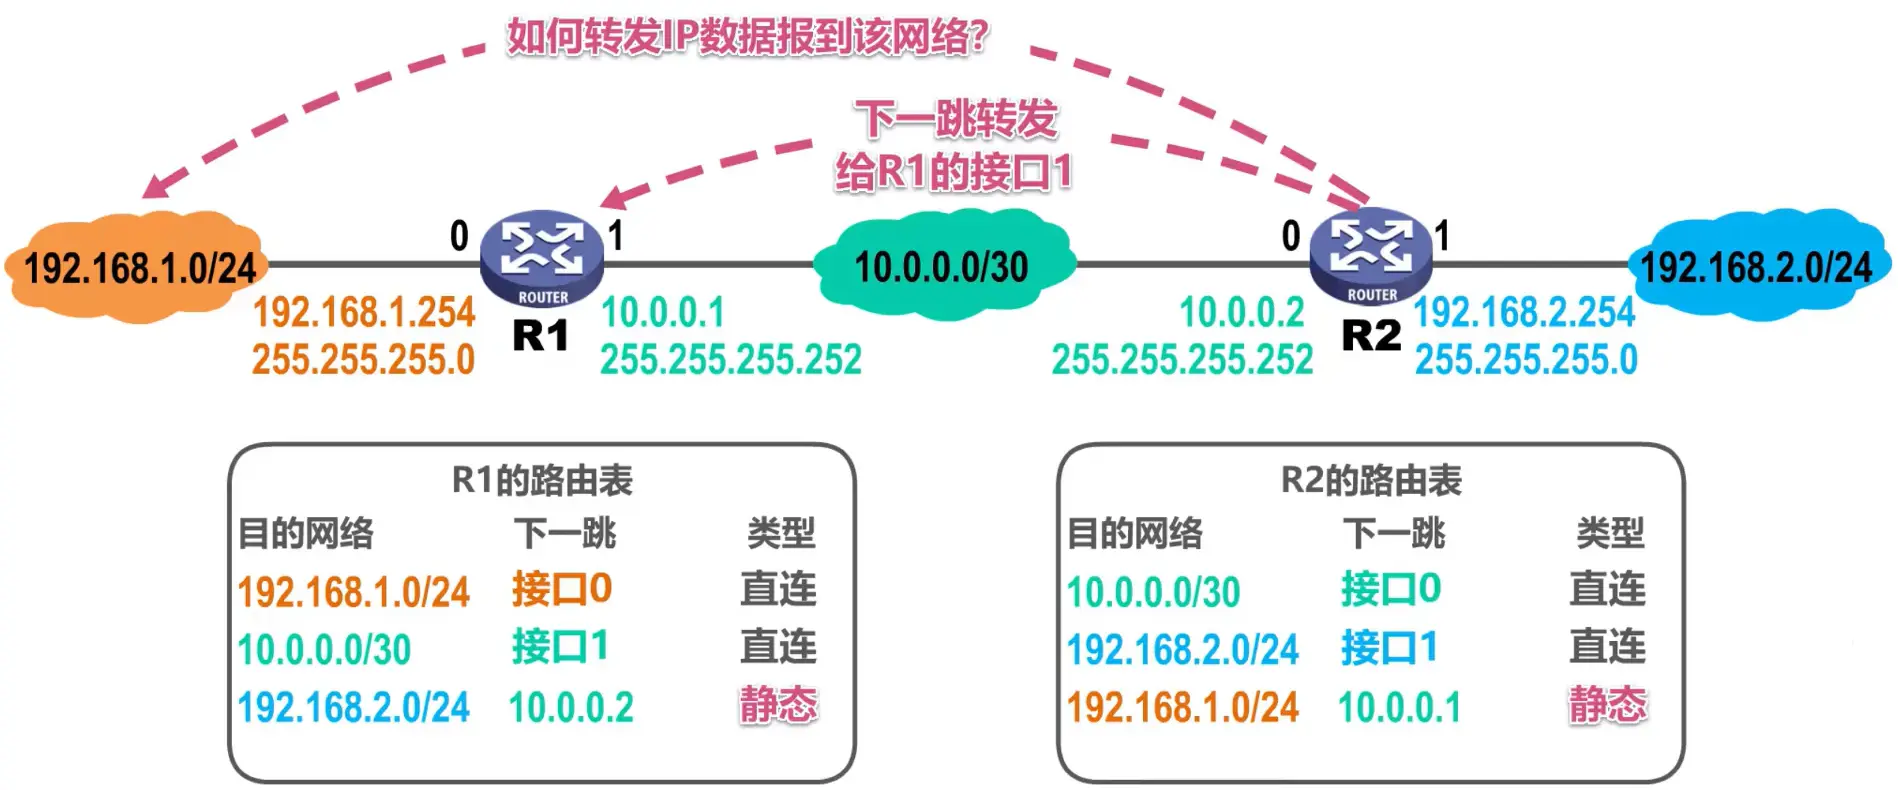 如何转发IP数据报到该网络？
下一跳转发
给R1的接口1
0 1 0 1
192.168.1.0/24 10.0.0.0/30 192.168.2.0/24
ROUTER ROUTER
192.168.1.254 R1 10.0.0.1 10.0.0.2 R2 192.168.2.254
255.255.255.0 255.255.255.252 255.255.255.252 255.255.255.0
R1的路由表
目的网络 下一跳 类型
192.168.1.0/24 接口0 直连
10.0.0.0/30 接口1 直连
192.168.2.0/24 10.0.0.2 静态
R2的路由表
目的网络 下一跳 类型
10.0.0.0/30 接口0 直连
192.168.2.0/24 接口1 直连
192.168.1.0/24 10.0.0.1 静态